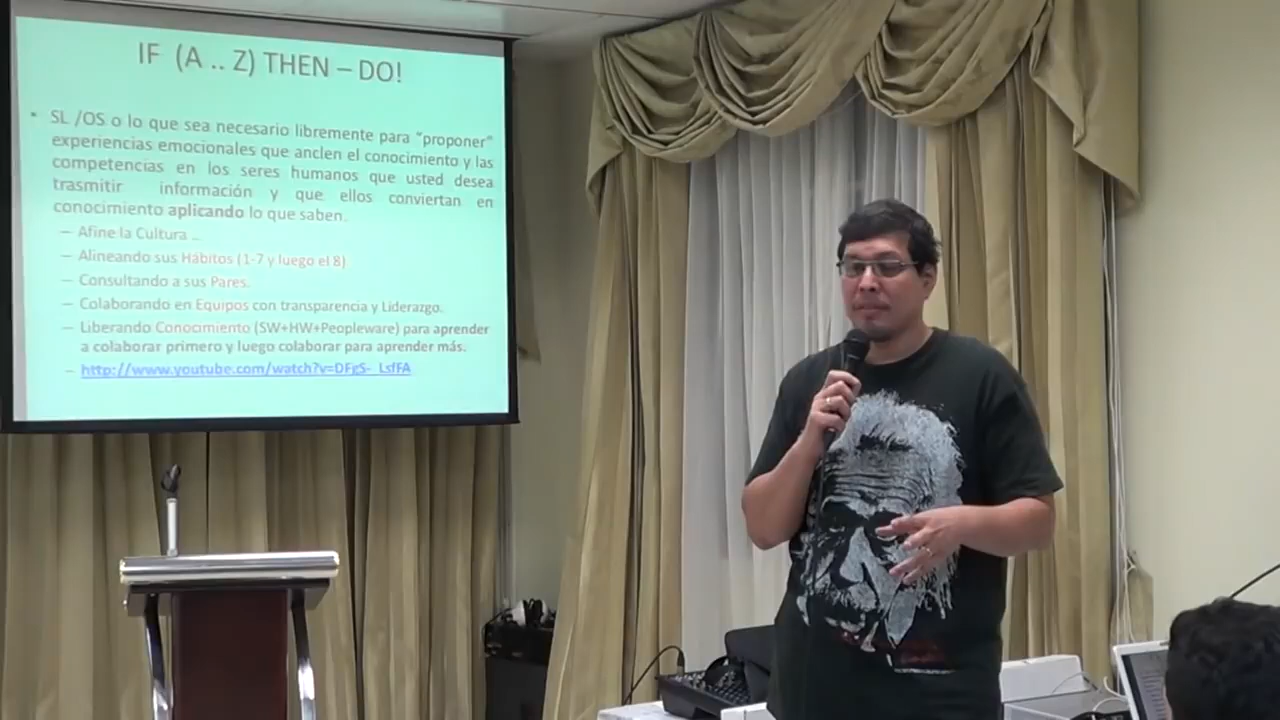 IF (A .. Z) THEN – DO!
• SL /OS o lo que sea necesario libremente para “proponer”
experiencias emocionales que anclen el conocimiento y las
competencias en los seres humanos que usted desea
trasmitir información y que ellos conviertan en
conocimiento aplicando lo que saben.
– Afine la Cultura ..
– Alineando sus Hábitos (1-7 y luego el 8)
– Consultando a sus Pares.
– Colaborando en Equipos con transparencia y Liderazgo.
– Liberando Conocimiento (SW+HW+Peopleware) para aprender
a colaborar primero y luego colaborar para aprender más.
– http://www.youtube.com/watch?v=DFgS-_LsfFA